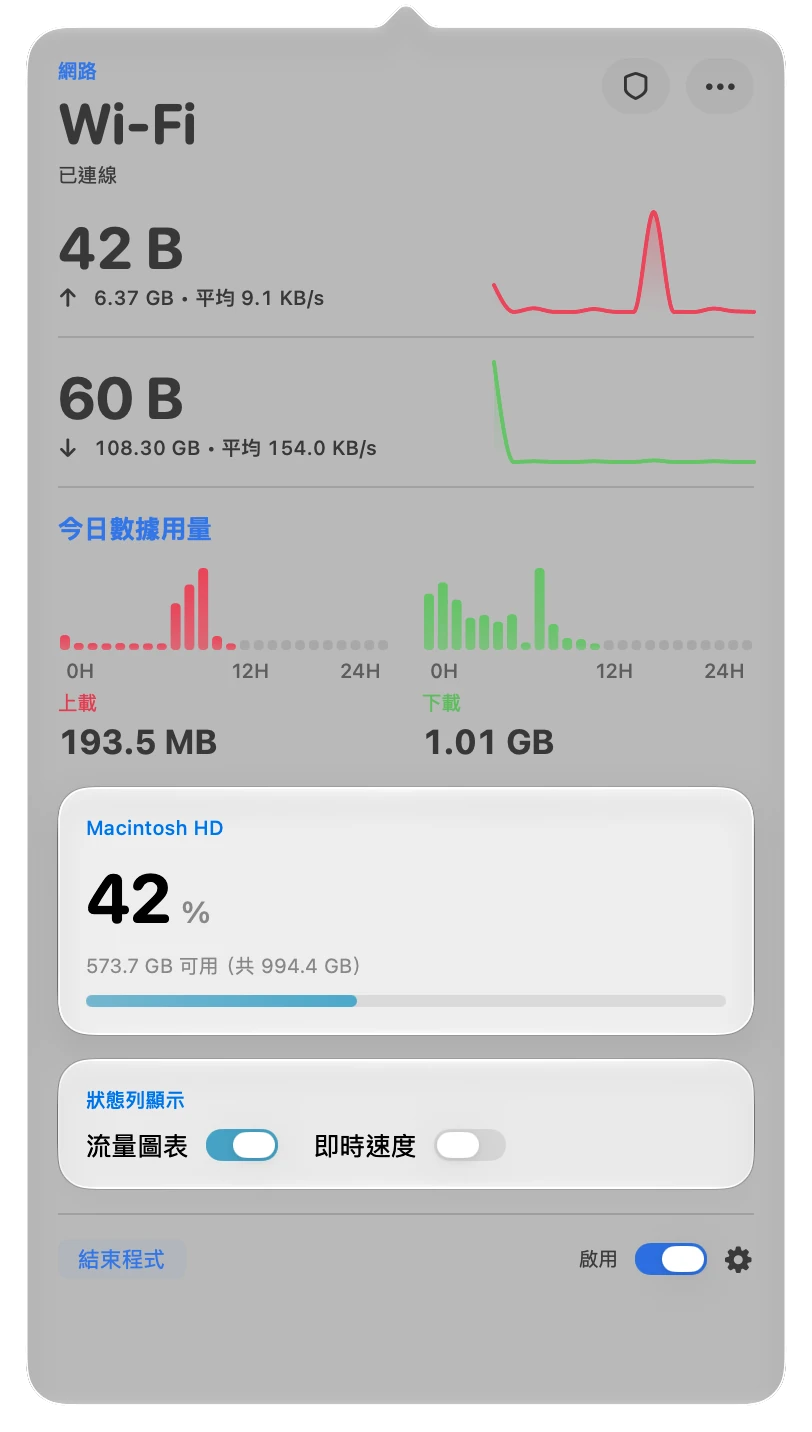 網路
Wi-Fi
已連線
42 B
↑ 6.37 GB • 平均 9.1 KB/s
60 B
↓ 108.30 GB • 平均 154.0 KB/s
今日數據用量
0H 12H 24H 0H 12H 24H
上載 下載
193.5 MB 1.01 GB
Macintosh HD
42 %
573.7 GB 可用（共 994.4 GB）
狀態列顯示
流量圖表 即時速度
結束程式 啟用